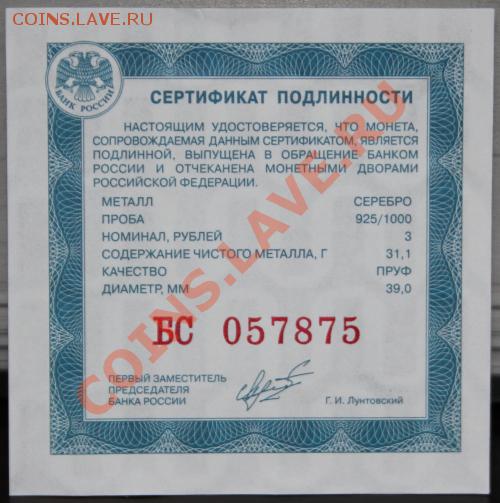 COINS.LAVE.RU
COINS.LAVE.RU
БАНК РОССИИ
СЕРТИФИКАТ ПОДЛИННОСТИ
НАСТОЯЩИМ УДОСТОВЕРЯЕТСЯ, ЧТО МОНЕТА,
СОПРОВОЖДАЕМАЯ ДАННЫМ СЕРТИФИКАТОМ, ЯВЛЯЕТСЯ
ПОДЛИННОЙ, ВЫПУЩЕНА В ОБРАЩЕНИЕ БАНКОМ
РОССИИ И ОТЧЕКАНЕНА МОНЕТНЫМИ ДВОРАМИ
РОССИЙСКОЙ ФЕДЕРАЦИИ.
МЕТАЛЛ СЕРЕБРО
ПРОБА 925/1000
НОМИНАЛ, РУБЛЕЙ 3
СОДЕРЖАНИЕ ЧИСТОГО МЕТАЛЛА, Г 31,1
КАЧЕСТВО ПРУФ
ДИАМЕТР, ММ 39,0
БС 057875
ПЕРВЫЙ ЗАМЕСТИТЕЛЬ
ПРЕДСЕДАТЕЛЯ
БАНКА РОССИИ Г. И. Лунтовский
COINS.LAVE.RU